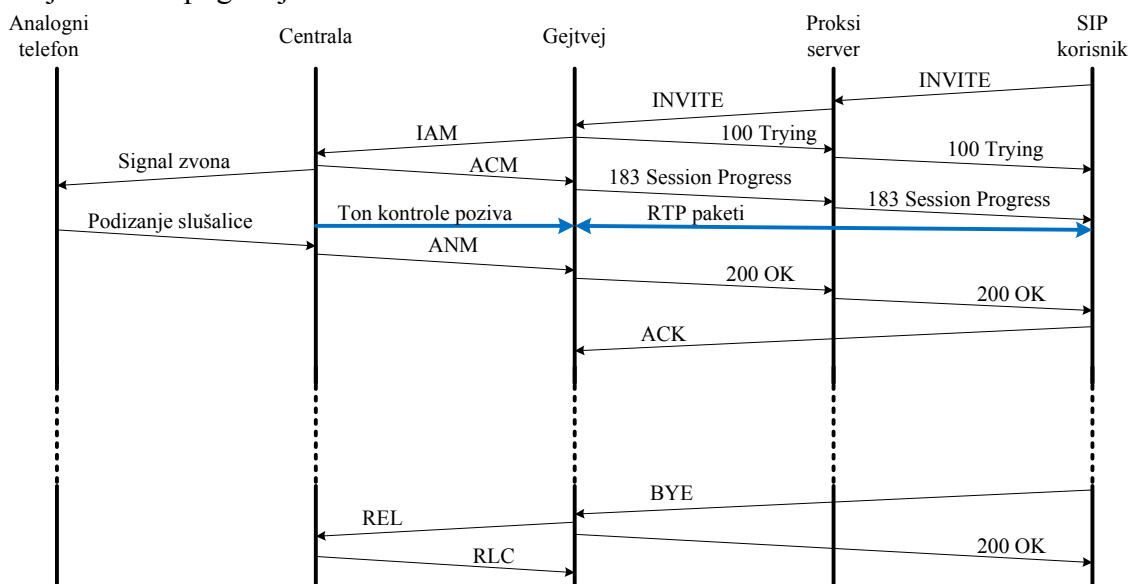 Analogni
telefon
Centrala
Gejtvej
Proksi
server
SIP
korisnik
INVITE
INVITE
IAM
100 Trying
100 Trying
Signal zvona
ACM
183 Session Progress
183 Session Progress
Ton kontrole poziva
RTP paketi
Podizanje slušalice
ANM
200 OK
200 OK
ACK
BYE
REL
RLC
200 OK